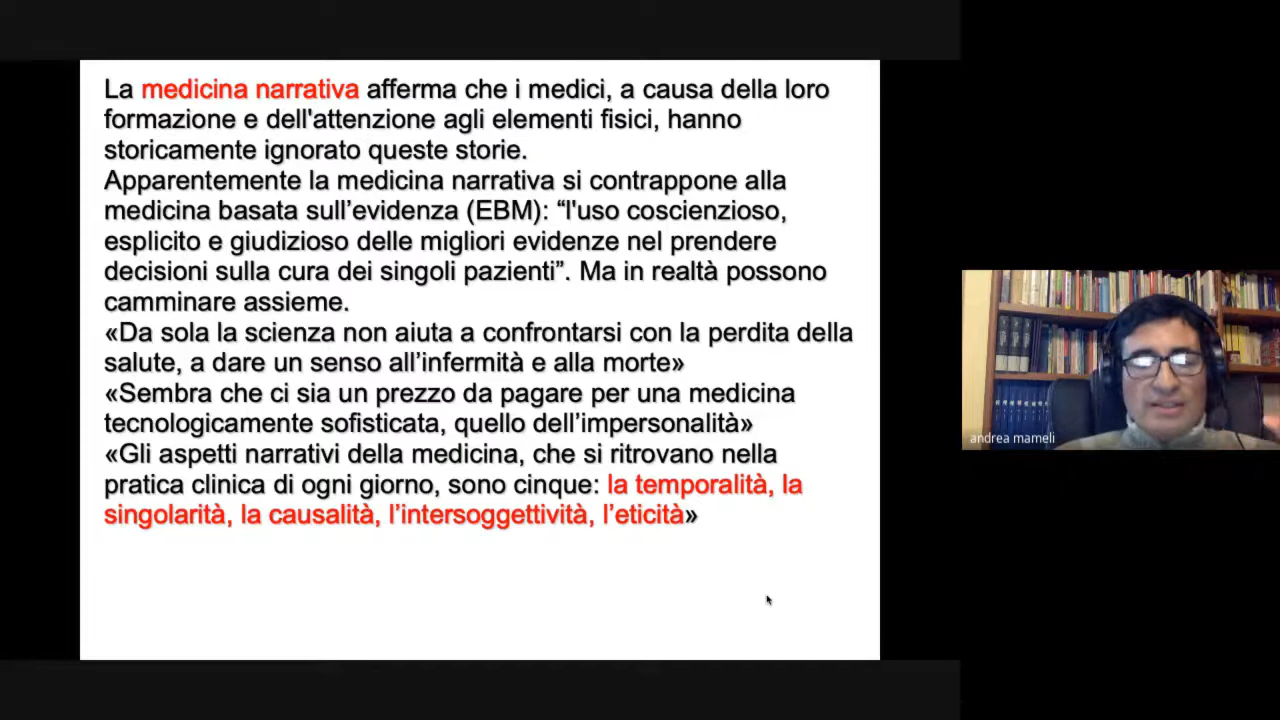 La medicina narrativa afferma che i medici, a causa della loro
formazione e dell'attenzione agli elementi fisici, hanno
storicamente ignorato queste storie.
Apparentemente la medicina narrativa si contrappone alla
medicina basata sull’evidenza (EBM): “l'uso coscienzioso,
esplicito e giudizioso delle migliori evidenze nel prendere
decisioni sulla cura dei singoli pazienti”. Ma in realtà possono
camminare assieme.
«Da sola la scienza non aiuta a confrontarsi con la perdita della
salute, a dare un senso all’infermità e alla morte»
«Sembra che ci sia un prezzo da pagare per una medicina
tecnologicamente sofisticata, quello dell’impersonalità»
«Gli aspetti narrativi della medicina, che si ritrovano nella
pratica clinica di ogni giorno, sono cinque: la temporalità, la
singolarità, la causalità, l’intersoggettività, l’eticità»
andrea mameli